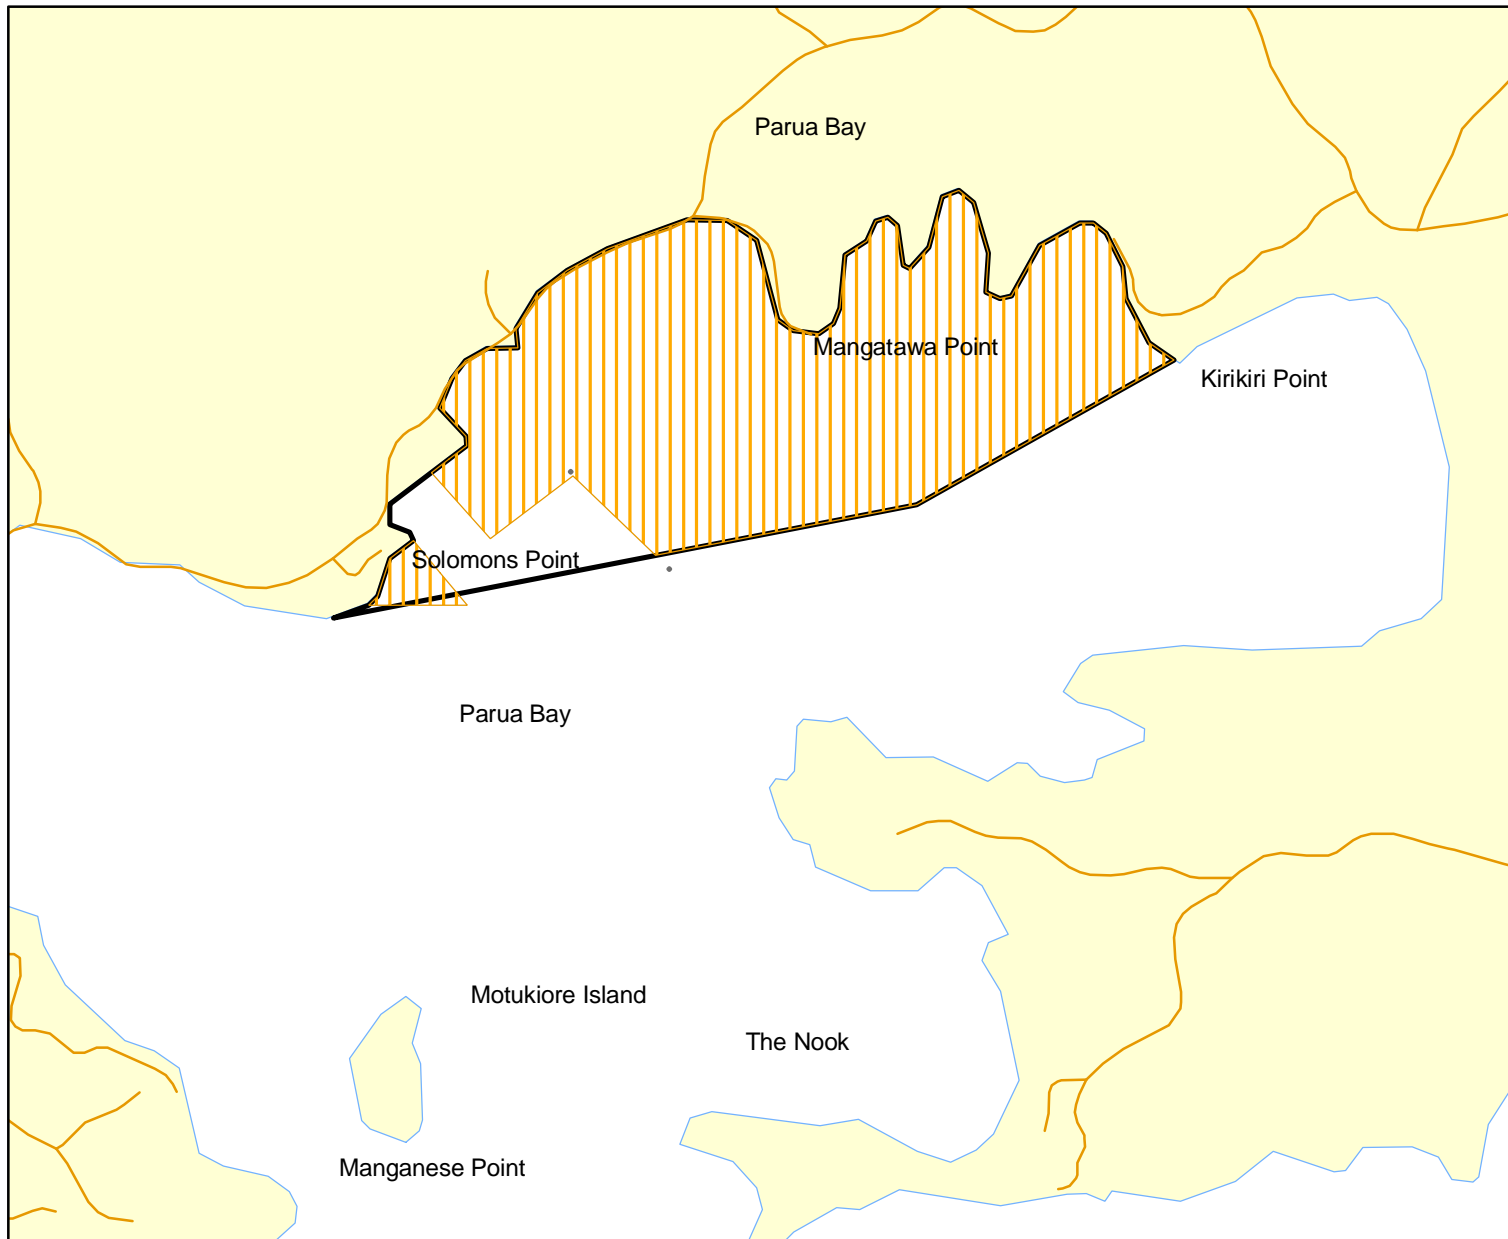 Parua Bay
Mangatawa Point
Kirikiri Point
Solomons Point
Parua Bay
Motukiore Island
The Nook
Manganese Point